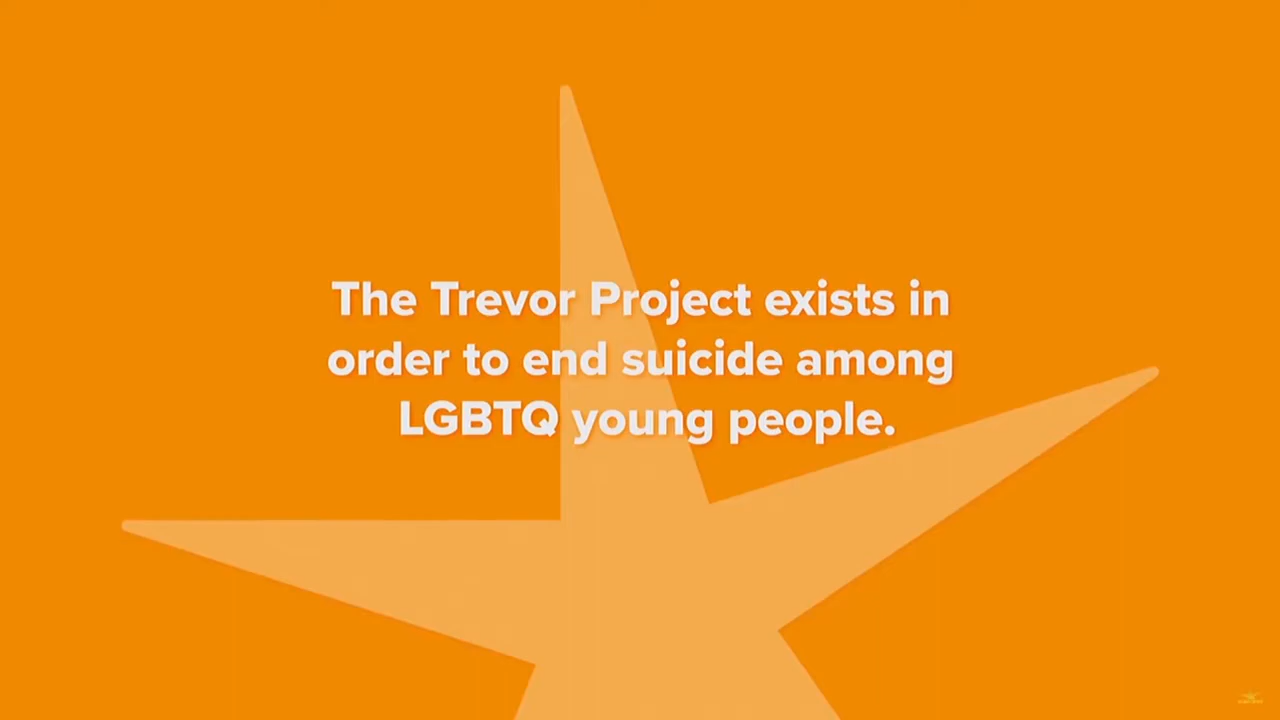 The Trevor Project exists in
order to end suicide among
LGBTQ young people.